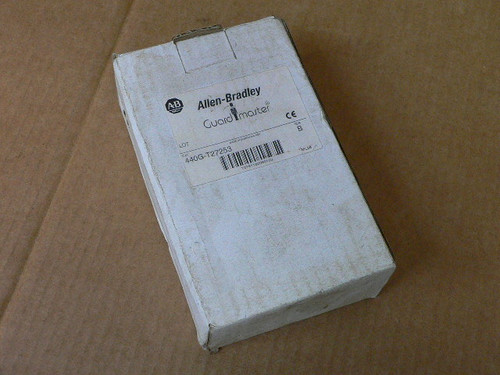 AB
Allen-Bradley
Guardmaster
CE
LOT
B
440G-T27253